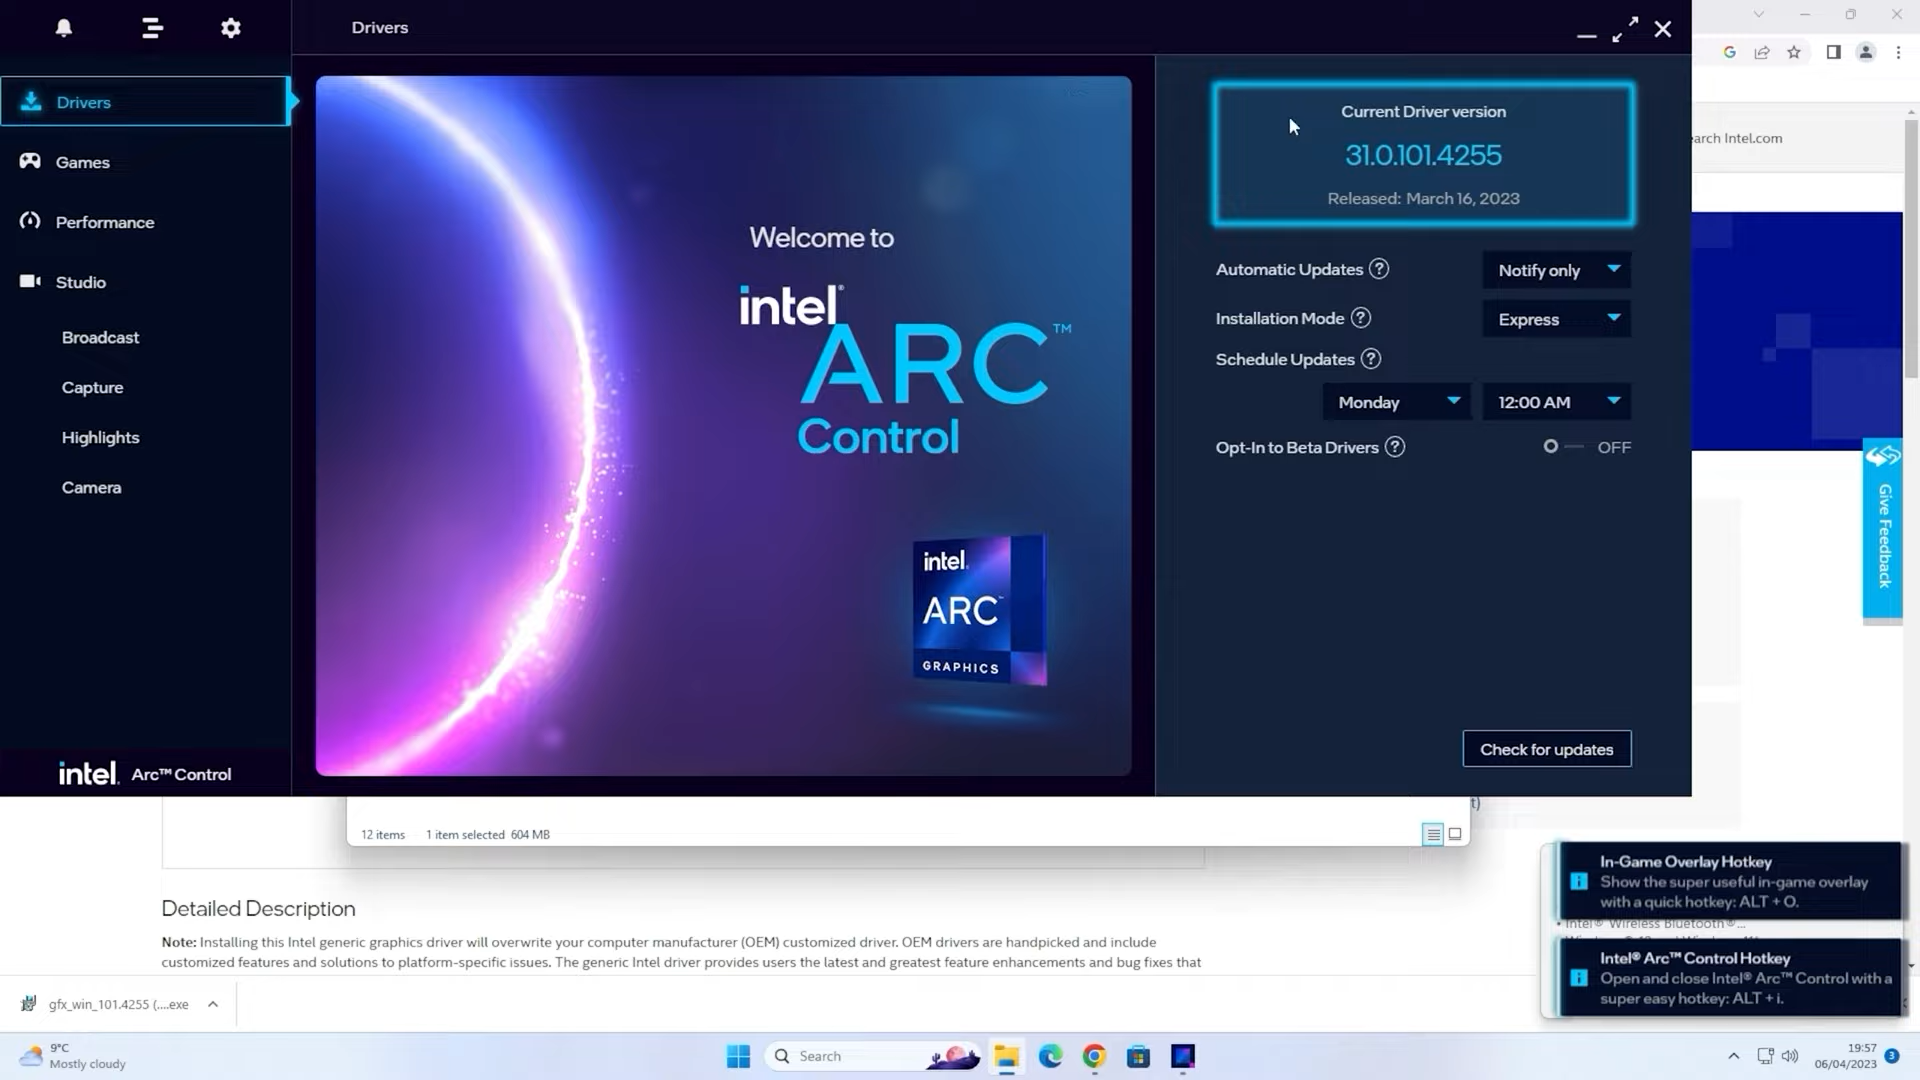 Drivers
Drivers
Games
Performance
Studio
Broadcast
Capture
Highlights
Camera
intel. Arc™ Control
Welcome to
intel®
ARC™
Control
intel.
ARC™
GRAPHICS
Current Driver version
31.0.101.4255
Released: March 16, 2023
Automatic Updates ?
Notify only
Installation Mode ?
Express
Schedule Updates ?
Monday
12:00 AM
Opt-In to Beta Drivers ?
OFF
Check for updates
G
arch Intel.com
Give Feedback
t)
12 items
1 item selected 604 MB
In-Game Overlay Hotkey
Show the super useful in-game overlay
with a quick hotkey: ALT + O.
• Intel® Wireless Bluetooth®...
Intel® Arc™ Control Hotkey
Open and close Intel® Arc™ Control with a
super easy hotkey: ALT + i.
Detailed Description
Note: Installing this Intel generic graphics driver will overwrite your computer manufacturer (OEM) customized driver. OEM drivers are handpicked and include
customized features and solutions to platform-specific issues. The generic Intel driver provides users the latest and greatest feature enhancements and bug fixes that
gfx_win_101.4255 (....exe
9°C
Mostly cloudy
Search
19:57
06/04/2023
3